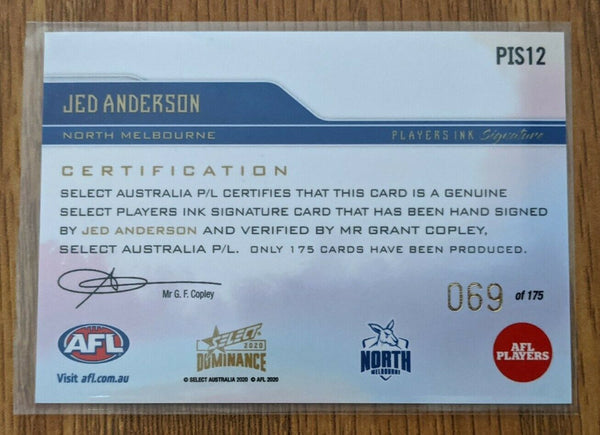 PIS12
JED ANDERSON
NORTH MELBOURNE
PLAYERS INK Signature
CERTIFICATION
SELECT AUSTRALIA P/L CERTIFIES THAT THIS CARD IS A GENUINE
SELECT PLAYERS INK SIGNATURE CARD THAT HAS BEEN HAND SIGNED
BY JED ANDERSON AND VERIFIED BY MR GRANT COPLEY,
SELECT AUSTRALIA P/L. ONLY 175 CARDS HAVE BEEN PRODUCED.
Mr G. F. Copley
069 of 175
AFL
Visit afl.com.au
SELECT
2020
DOMINANCE
© SELECT AUSTRALIA 2020 © AFL 2020
NORTH
MELBOURNE
AFL
PLAYERS